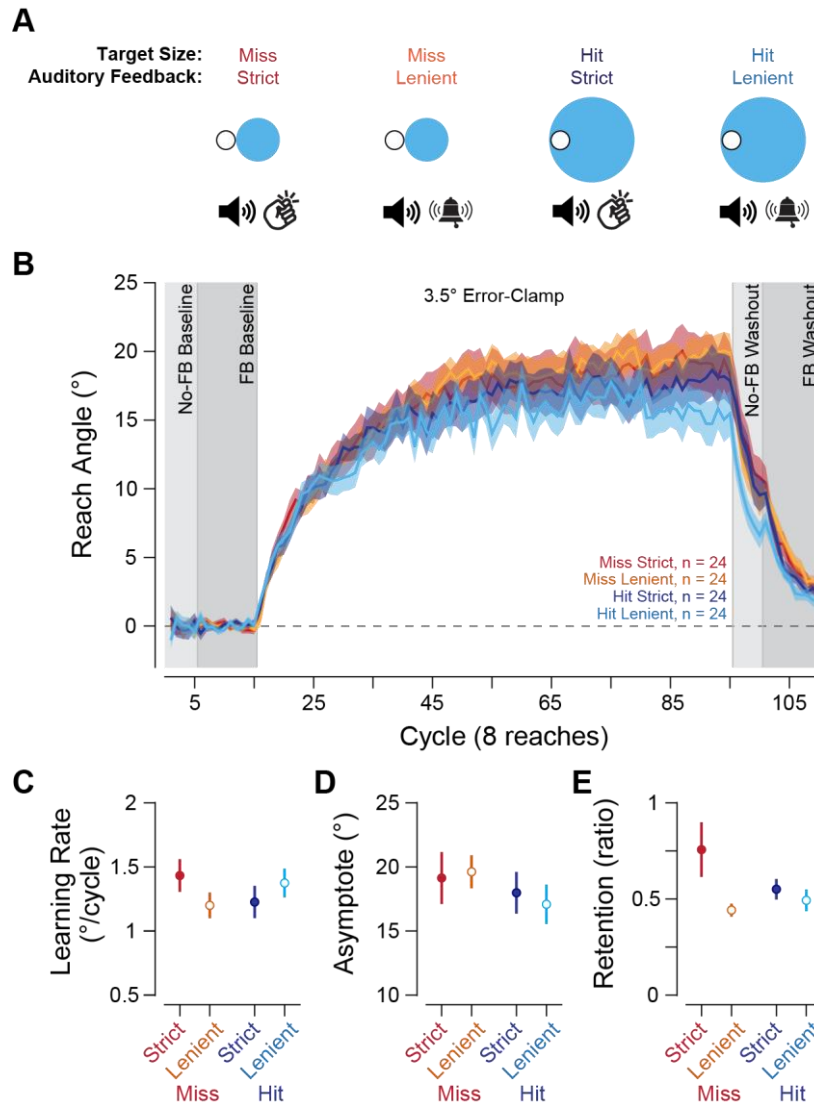 A
Target Size: Miss Miss Hit Hit
Auditory Feedback: Strict Lenient Strict Lenient
B
25
20
15
10
5
0
Reach Angle (°)
No-FB Baseline
FB Baseline
3.5° Error-Clamp
No-FB Washout
FB Washout
Miss Strict, n = 24
Miss Lenient, n = 24
Hit Strict, n = 24
Hit Lenient, n = 24
5 25 45 65 85 105
Cycle (8 reaches)
C
2
1.5
1
0.5
Learning Rate
(°/cycle)
Strict Lenient Strict Lenient
Miss Hit
D
25
20
15
10
Asymptote (°)
Strict Lenient Strict Lenient
Miss Hit
E
1
0.5
0
Retention (ratio)
Strict Lenient Strict Lenient
Miss Hit